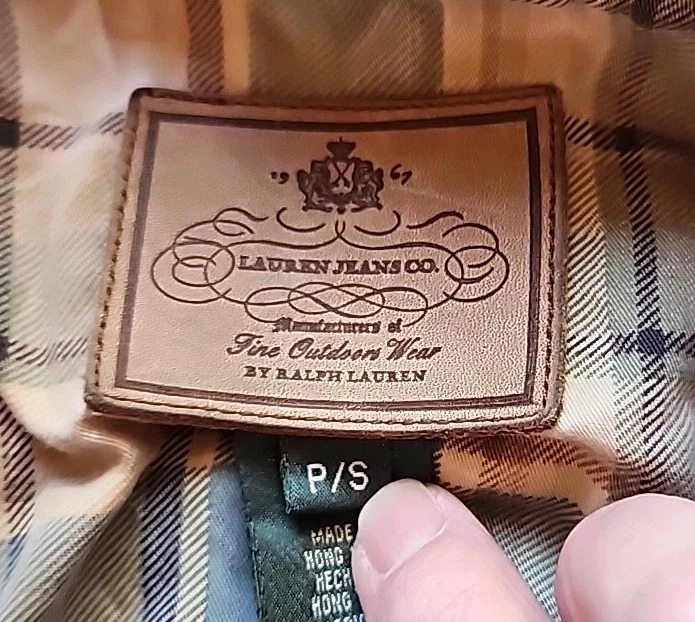 19 67
LAUREN JEANS CO.
Manufacturers of
Fine Outdoors Wear
BY RALPH LAUREN
P/S
MADE
HONG
HECH
HONG